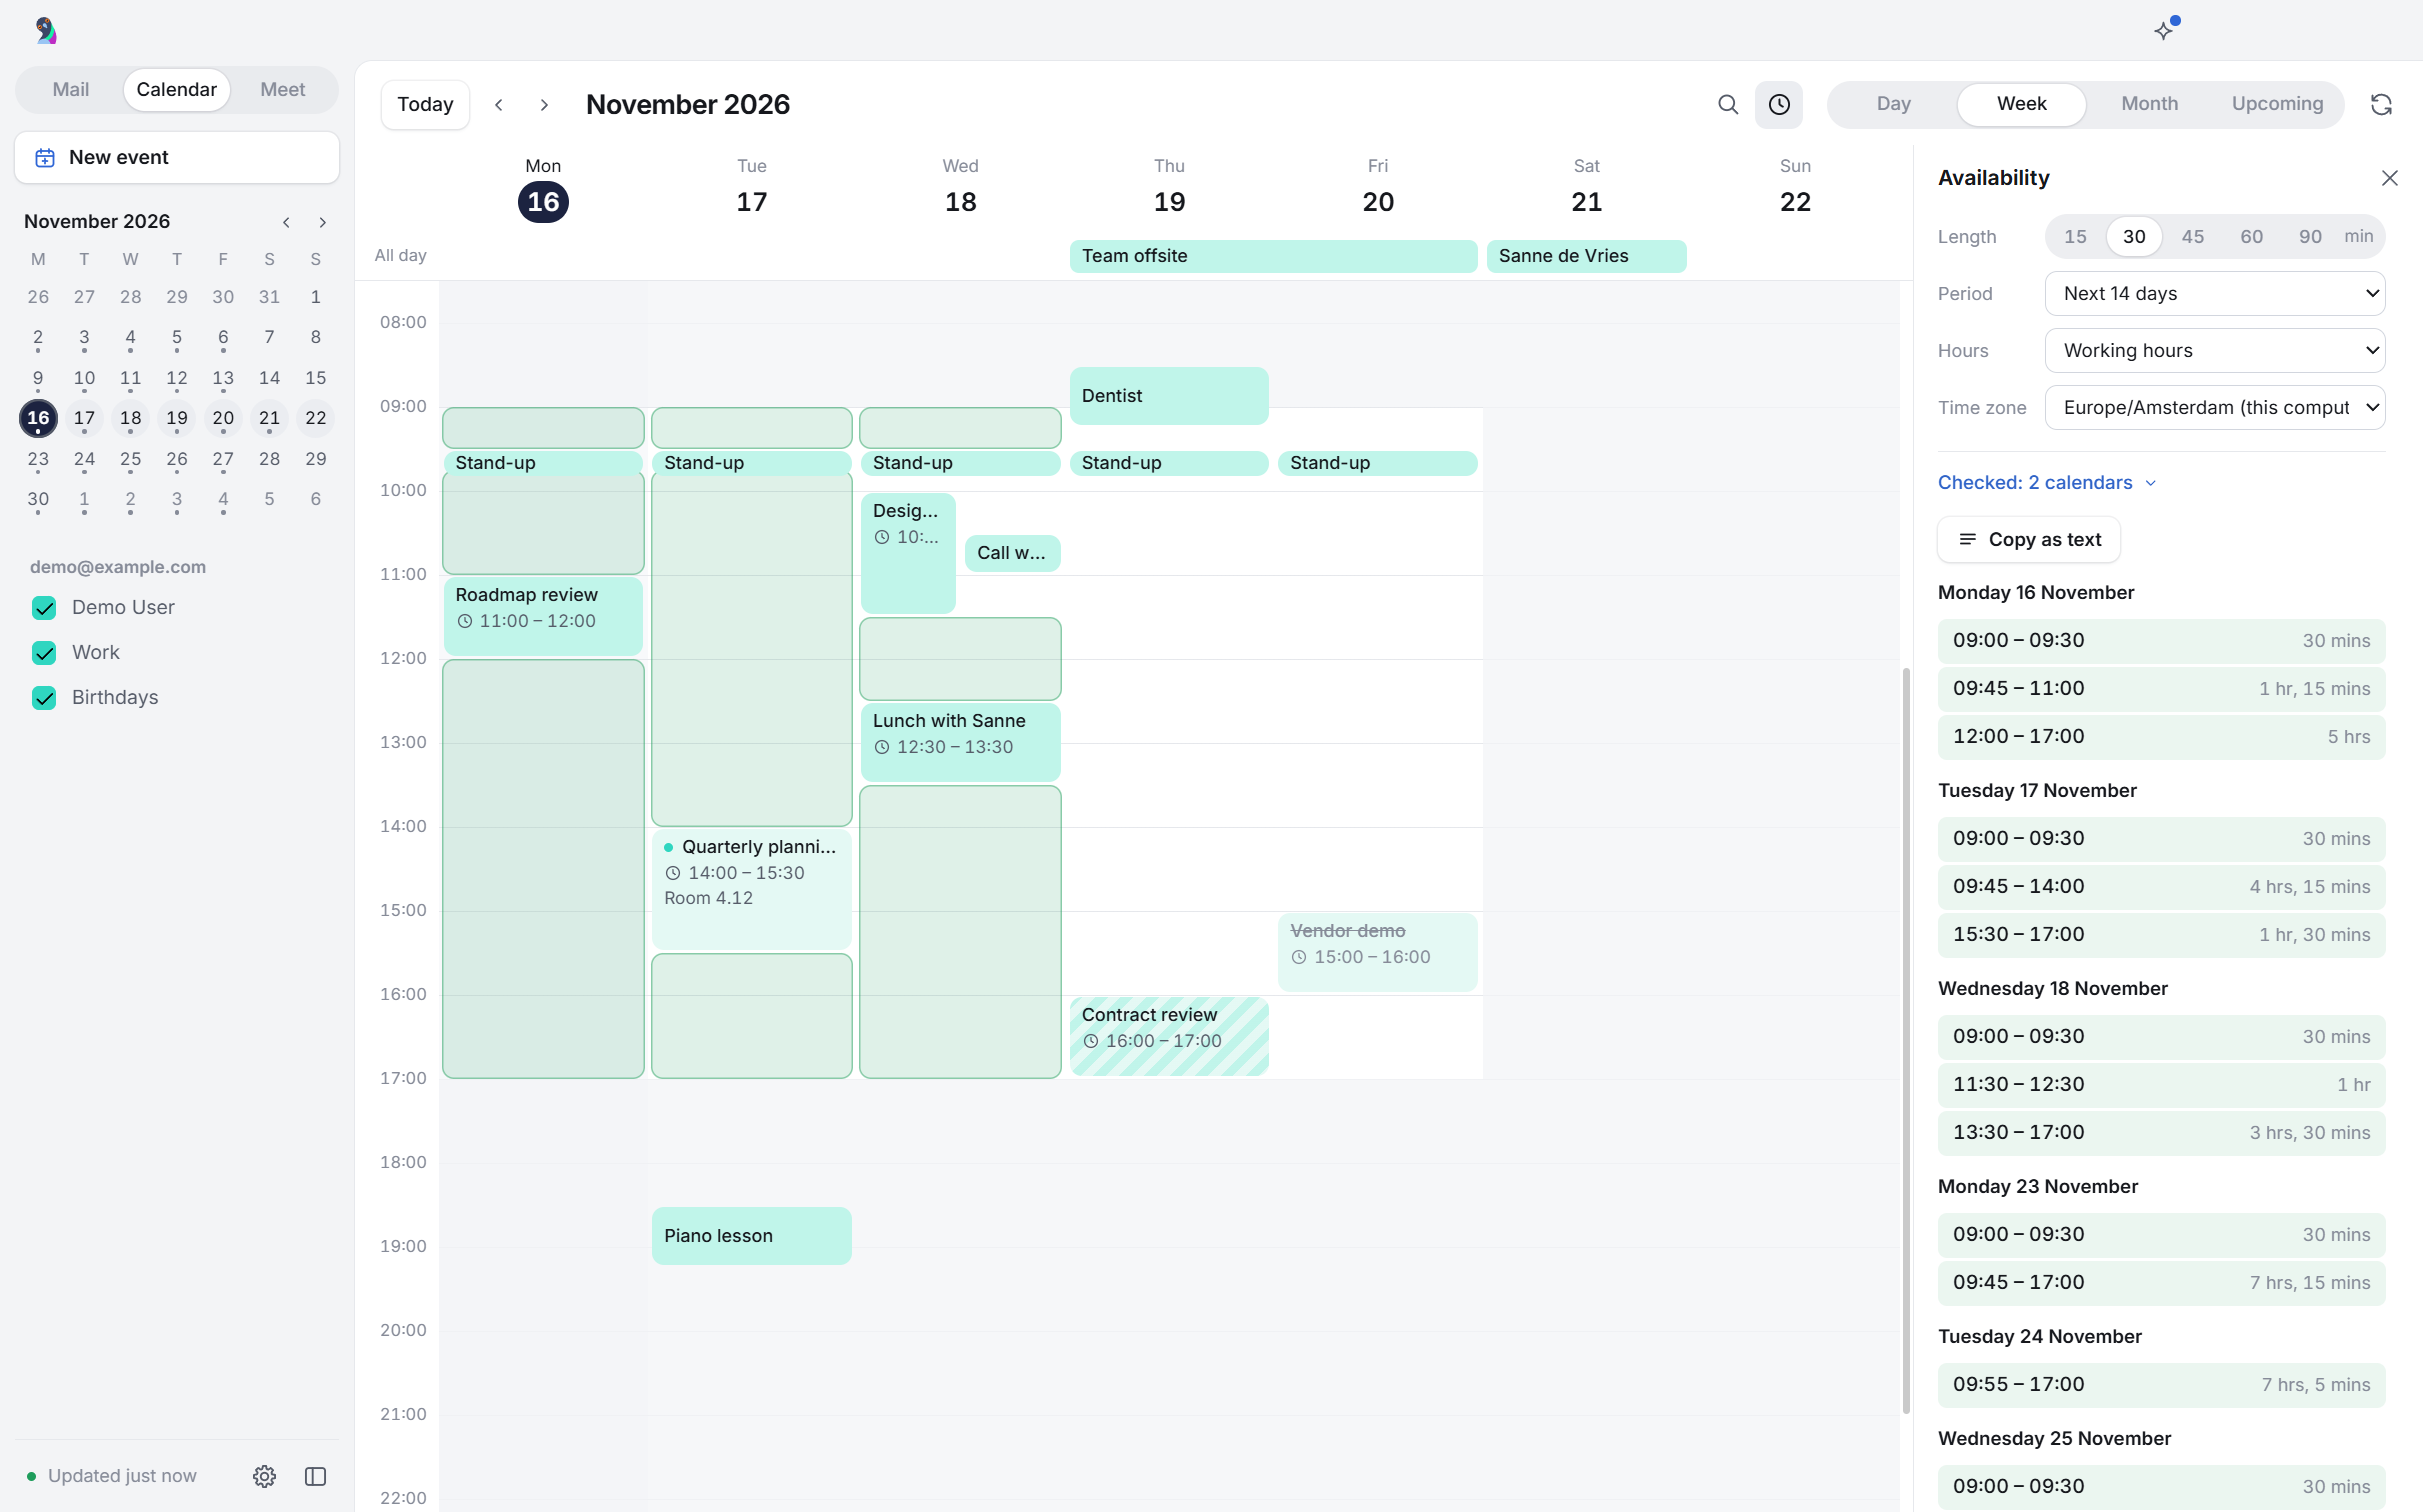 Mail
Calendar
Meet
New event
November 2026
M T W T F S S
26 27 28 29 30 31 1
2 3 4 5 6 7 8
9 10 11 12 13 14 15
16 17 18 19 20 21 22
23 24 25 26 27 28 29
30 1 2 3 4 5 6
demo@example.com
Demo User
Work
Birthdays
Updated just now
Today
November 2026
Day
Week
Month
Upcoming
Mon 16
Tue 17
Wed 18
Thu 19
Fri 20
Sat 21
Sun 22
All day
Team offsite
Sanne de Vries
08:00
09:00
10:00
11:00
12:00
13:00
14:00
15:00
16:00
17:00
18:00
19:00
20:00
21:00
22:00
Stand-up
Roadmap review
11:00 – 12:00
Stand-up
Quarterly planni...
14:00 – 15:30
Room 4.12
Piano lesson
Stand-up
Desig...
10:...
Call w...
Lunch with Sanne
12:30 – 13:30
Dentist
Stand-up
Contract review
16:00 – 17:00
Stand-up
Vendor demo
15:00 – 16:00
Availability
Length
15 30 45 60 90 min
Period
Next 14 days
Hours
Working hours
Time zone
Europe/Amsterdam (this comput
Checked: 2 calendars
Copy as text
Monday 16 November
09:00 – 09:30 30 mins
09:45 – 11:00 1 hr, 15 mins
12:00 – 17:00 5 hrs
Tuesday 17 November
09:00 – 09:30 30 mins
09:45 – 14:00 4 hrs, 15 mins
15:30 – 17:00 1 hr, 30 mins
Wednesday 18 November
09:00 – 09:30 30 mins
11:30 – 12:30 1 hr
13:30 – 17:00 3 hrs, 30 mins
Monday 23 November
09:00 – 09:30 30 mins
09:45 – 17:00 7 hrs, 15 mins
Tuesday 24 November
09:55 – 17:00 7 hrs, 5 mins
Wednesday 25 November
09:00 – 09:30 30 mins